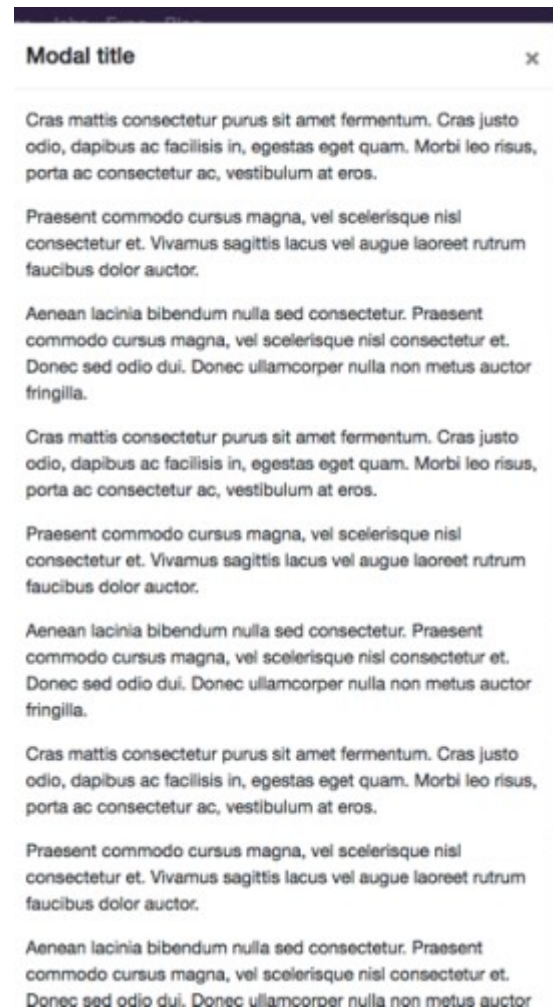 Modal title
×
Cras mattis consectetur purus sit amet fermentum. Cras justo
odio, dapibus ac facilisis in, egestas eget quam. Morbi leo risus,
porta ac consectetur ac, vestibulum at eros.
Praesent commodo cursus magna, vel scelerisque nisl
consectetur et. Vivamus sagittis lacus vel augue laoreet rutrum
faucibus dolor auctor.
Aenean lacinia bibendum nulla sed consectetur. Praesent
commodo cursus magna, vel scelerisque nisl consectetur et.
Donec sed odio dui. Donec ullamcorper nulla non metus auctor
fringilla.
Cras mattis consectetur purus sit amet fermentum. Cras justo
odio, dapibus ac facilisis in, egestas eget quam. Morbi leo risus,
porta ac consectetur ac, vestibulum at eros.
Praesent commodo cursus magna, vel scelerisque nisl
consectetur et. Vivamus sagittis lacus vel augue laoreet rutrum
faucibus dolor auctor.
Aenean lacinia bibendum nulla sed consectetur. Praesent
commodo cursus magna, vel scelerisque nisl consectetur et.
Donec sed odio dui. Donec ullamcorper nulla non metus auctor
fringilla.
Cras mattis consectetur purus sit amet fermentum. Cras justo
odio, dapibus ac facilisis in, egestas eget quam. Morbi leo risus,
porta ac consectetur ac, vestibulum at eros.
Praesent commodo cursus magna, vel scelerisque nisl
consectetur et. Vivamus sagittis lacus vel augue laoreet rutrum
faucibus dolor auctor.
Aenean lacinia bibendum nulla sed consectetur. Praesent
commodo cursus magna, vel scelerisque nisl consectetur et.
Donec sed odio dui. Donec ullamcorper nulla non metus auctor